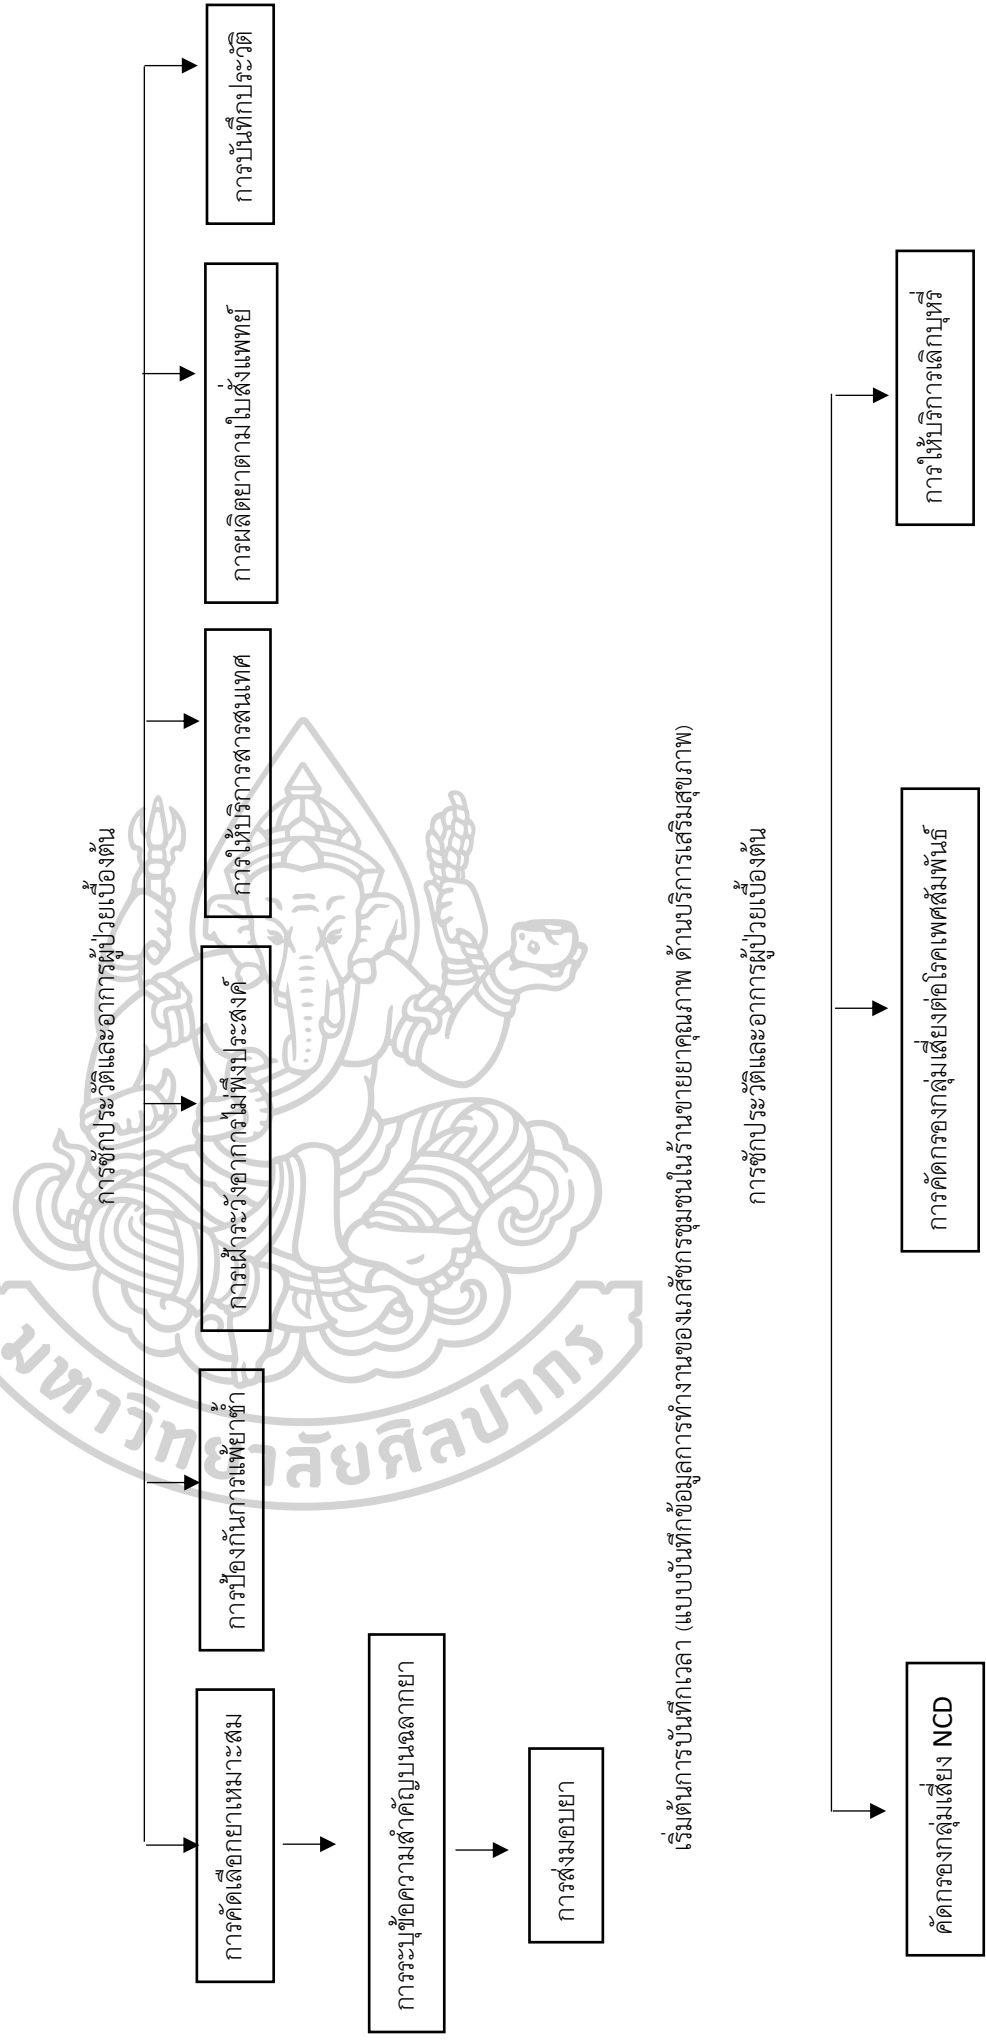 การซักประวัติและอาการผู้ป่วยเบื้องต้น
การคัดเลือกยาเหมาะสม
การป้องกันการแพ้ยาซ้ำ
การเฝ้าระวังอาการไม่พึงประสงค์
การให้บริการสารสนเทศ
การผลิตยาตามใบสั่งแพทย์
การบันทึกประวัติ
การระบุข้อความสำคัญบนฉลากยา
การส่งมอบยา
เริ่มต้นการบันทึกเวลา (แบบบันทึกข้อมูลการทำงานของเภสัชกรชุมชนในร้านขายยาคุณภาพ ด้านบริการเสริมสุขภาพ)
การซักประวัติและอาการผู้ป่วยเบื้องต้น
คัดกรองกลุ่มเสี่ยง NCD
การคัดกรองกลุ่มเสี่ยงต่อโรคเพศสัมพันธ์
การให้บริการเลิกบุหรี่
มหาวิทยาลัยศิลปากร